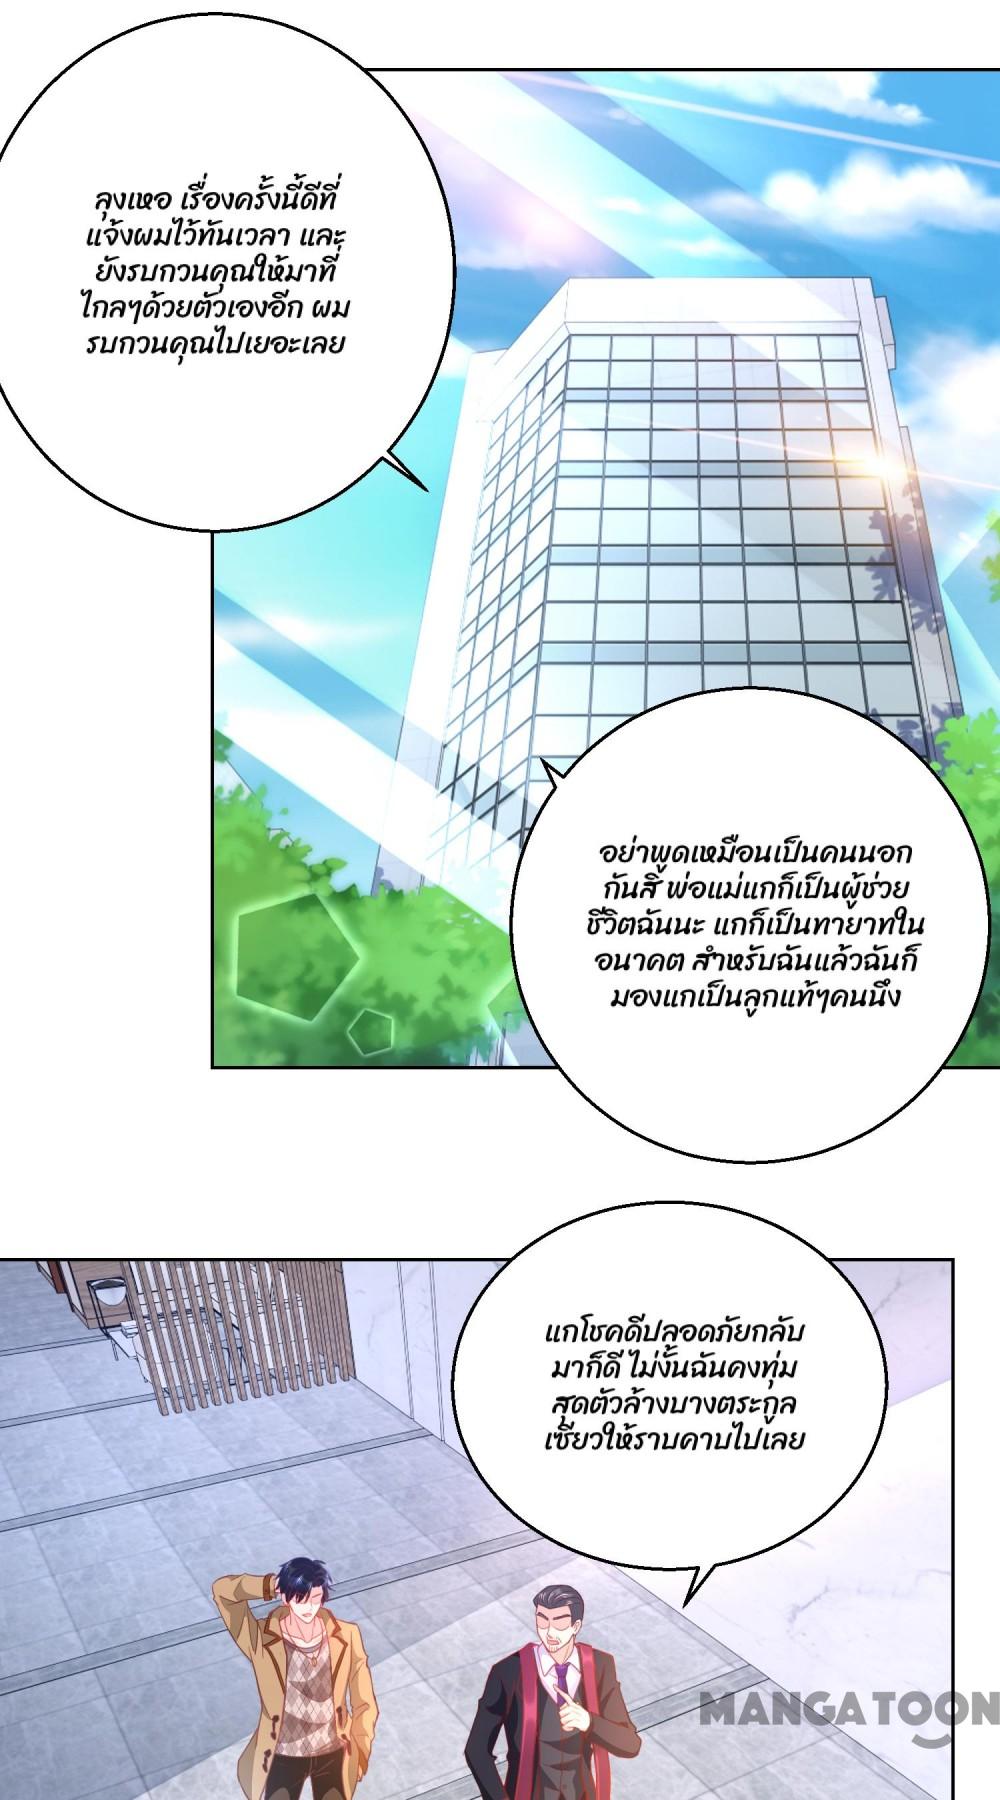 ลุงเหอ เรื่องครั้งนี้ดีที่
แจ้งผมไว้ทันเวลา และ
ยังรบกวนคุณให้มาที่
ไกลๆด้วยตัวเองอีก ผม
รบกวนคุณไปเยอะเลย
อย่าพูดเหมือนเป็นคนนอก
กันสิ พ่อแม่แกก็เป็นผู้ช่วย
ชีวิตฉันนะ แกก็เป็นทายาทใน
อนาคต สำหรับฉันแล้วฉันก็
มองแกเป็นลูกแท้ๆคนนึง
แกโชคดีปลอดภัยกลับ
มาก็ดี ไม่งั้นฉันคงทุ่ม
สุดตัวล้างบางตระกูล
เซียวให้ราบคาบไปเลย
MANGATOON